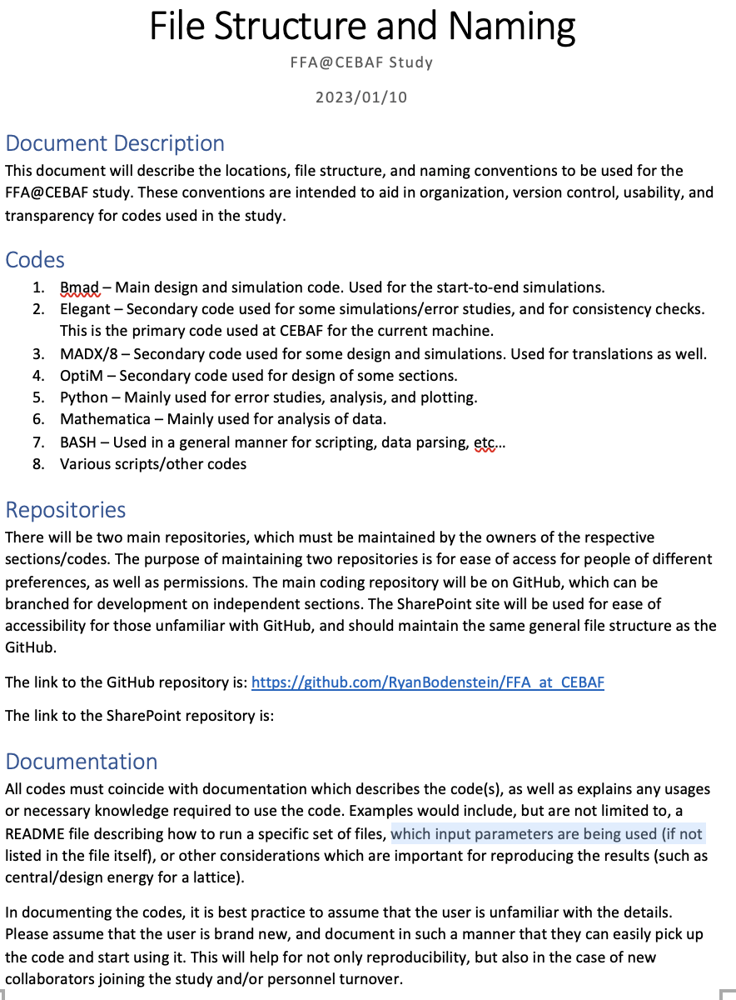 File Structure and Naming
FFA@CEBAF Study
2023/01/10
Document Description
This document will describe the locations, file structure, and naming conventions to be used for the
FFA@CEBAF study. These conventions are intended to aid in organization, version control, usability, and
transparency for codes used in the study.
Codes
1. Bmad – Main design and simulation code. Used for the start-to-end simulations.
2. Elegant – Secondary code used for some simulations/error studies, and for consistency checks.
This is the primary code used at CEBAF for the current machine.
3. MADX/8 – Secondary code used for some design and simulations. Used for translations as well.
4. OptiM – Secondary code used for design of some sections.
5. Python – Mainly used for error studies, analysis, and plotting.
6. Mathematica – Mainly used for analysis of data.
7. BASH – Used in a general manner for scripting, data parsing, etc…
8. Various scripts/other codes
Repositories
There will be two main repositories, which must be maintained by the owners of the respective
sections/codes. The purpose of maintaining two repositories is for ease of access for people of different
preferences, as well as permissions. The main coding repository will be on GitHub, which can be
branched for development on independent sections. The SharePoint site will be used for ease of
accessibility for those unfamiliar with GitHub, and should maintain the same general file structure as the
GitHub.
The link to the GitHub repository is: https://github.com/RyanBodenstein/FFA_at_CEBAF
The link to the SharePoint repository is:
Documentation
All codes must coincide with documentation which describes the code(s), as well as explains any usages
or necessary knowledge required to use the code. Examples would include, but are not limited to, a
README file describing how to run a specific set of files, which input parameters are being used (if not
listed in the file itself), or other considerations which are important for reproducing the results (such as
central/design energy for a lattice).
In documenting the codes, it is best practice to assume that the user is unfamiliar with the details.
Please assume that the user is brand new, and document in such a manner that they can easily pick up
the code and start using it. This will help for not only reproducibility, but also in the case of new
collaborators joining the study and/or personnel turnover.